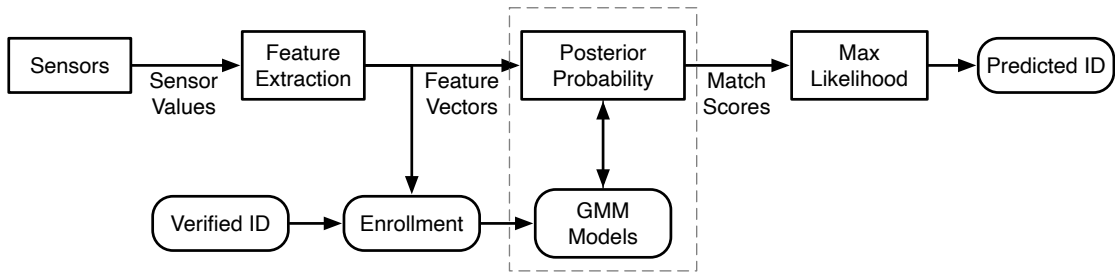 Sensors
Sensor
Values
Feature
Extraction
Feature
Vectors
Posterior
Probability
Match
Scores
Max
Likelihood
Predicted ID
Verified ID
Enrollment
GMM
Models